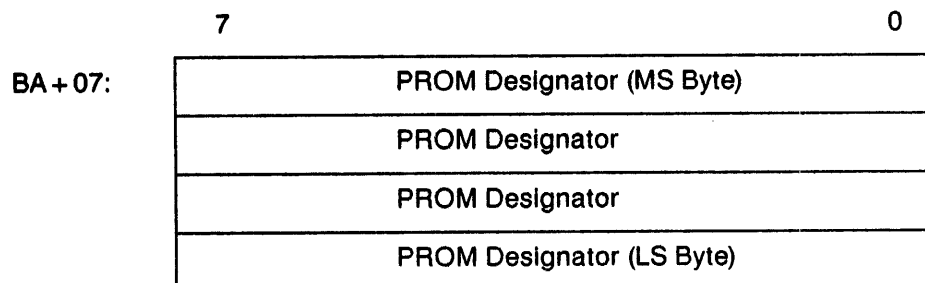 7 0
BA+07: PROM Designator (MS Byte)
PROM Designator
PROM Designator
PROM Designator (LS Byte)